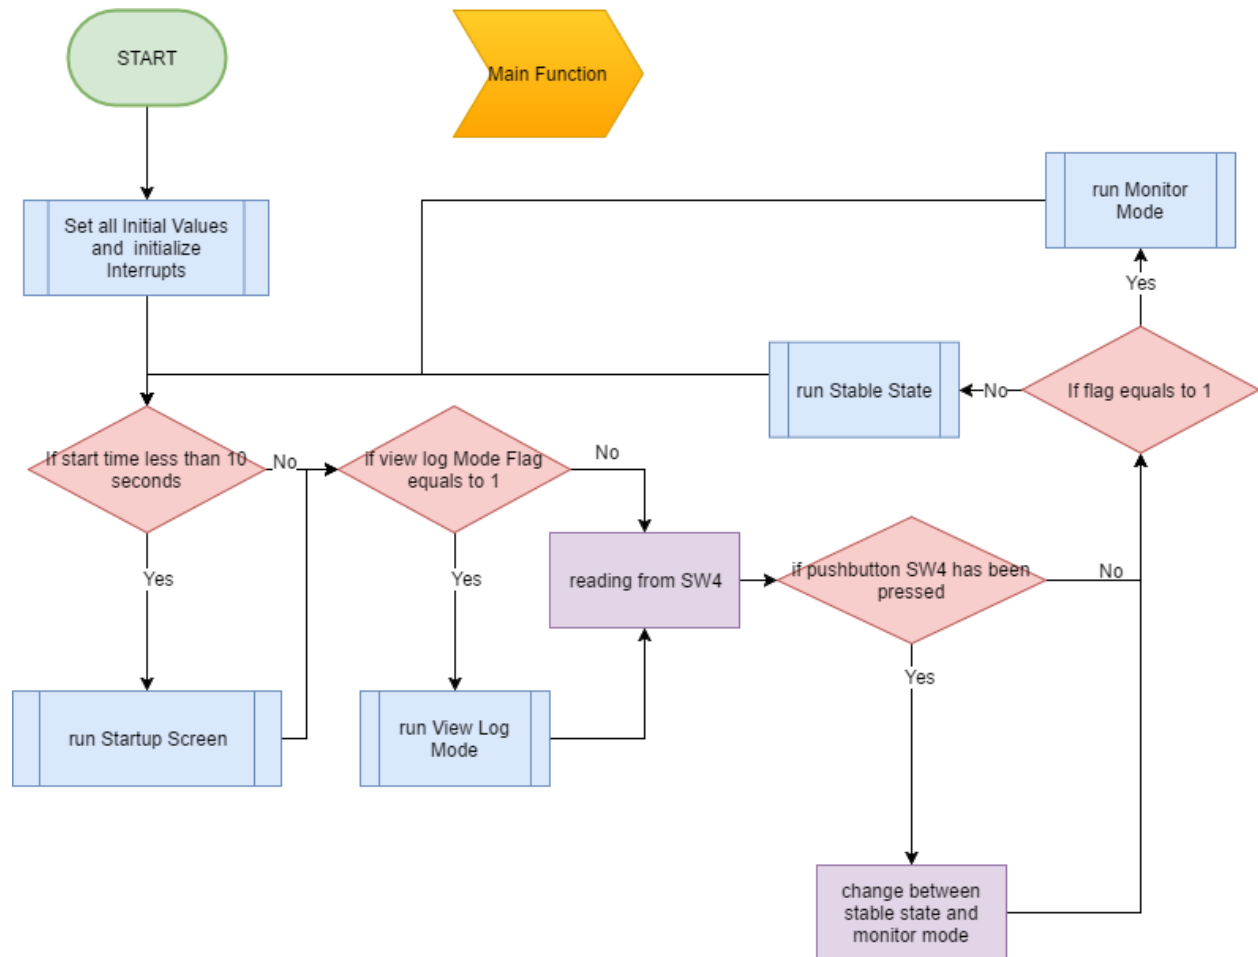 START
Main Function
Set all Initial Values
and initialize
Interrupts
run Monitor
Mode
Yes
run Stable State
No
If flag equals to 1
If start time less than 10
seconds
No
If view log Mode Flag
equals to 1
No
Yes
Yes
reading from SW4
if pushbutton SW4 has been
pressed
No
Yes
run Startup Screen
run View Log
Mode
change between
stable state and
monitor mode